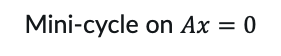 Mini-cycle on Ax = 0